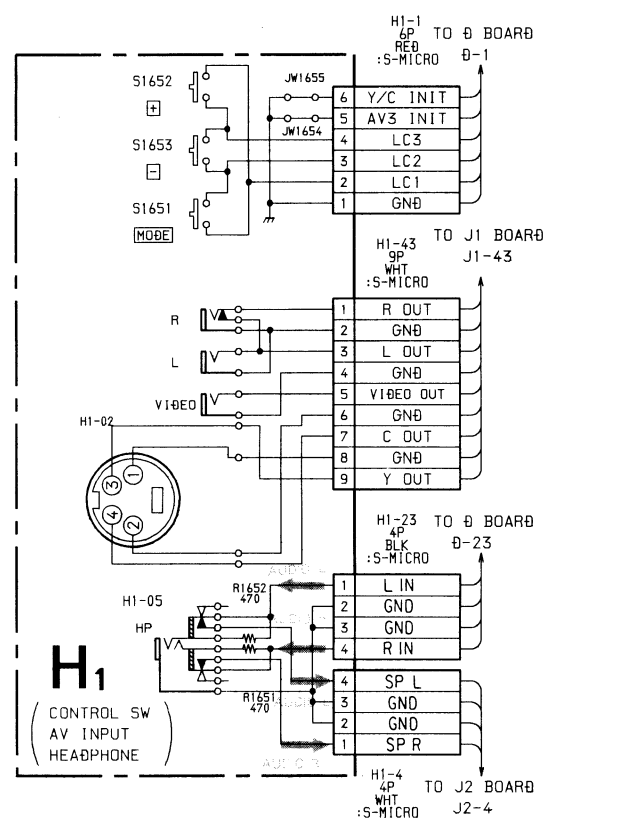 H1-1
6P
RED
:S-MICRO
TO D BOARD
D-1
S1652
+
S1653
-
S1651
MODE
JW1655
JW1654
6 Y/C INIT
5 AV3 INIT
4 LC3
3 LC2
2 LC1
1 GND
H1-43
9P
WHT
:S-MICRO
TO J1 BOARD
J1-43
R
L
VIDEO
H1-02
1 R OUT
2 GND
3 L OUT
4 GND
5 VIDEO OUT
6 GND
7 C OUT
8 GND
9 Y OUT
3 1
4 2
H1-23
4P
BLK
:S-MICRO
TO D BOARD
D-23
H1-05
HP
R1652
470
R1651
470
1 L IN
2 GND
3 GND
4 R IN
4 SP L
3 GND
2 GND
1 SP R
AUDIO R
H1
CONTROL SW
AV INPUT
HEADPHONE
H1-4
4P
WHT
:S-MICRO
TO J2 BOARD
J2-4